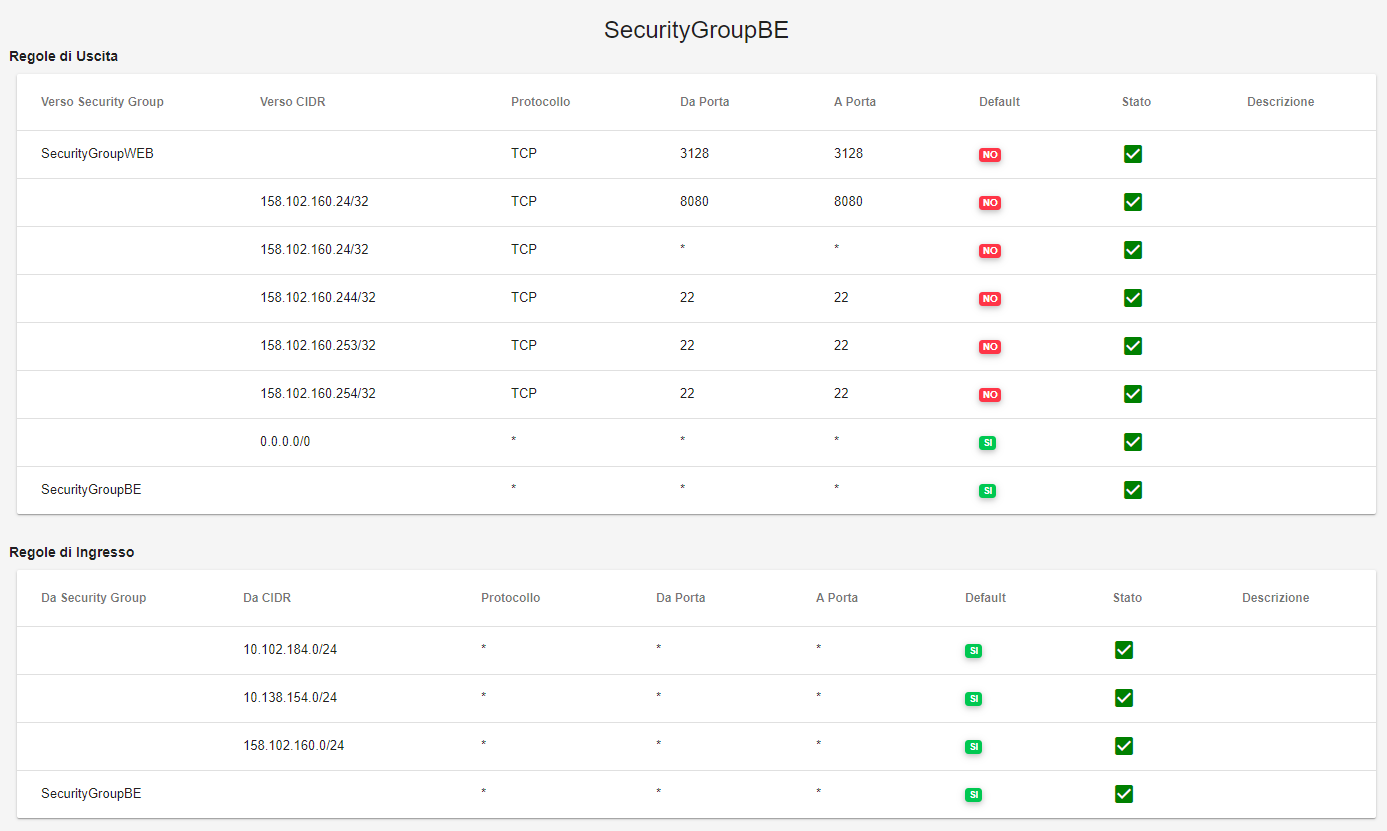 SecurityGroupBE
Regole di Uscita
Verso Security Group Verso CIDR Protocollo Da Porta A Porta Default Stato Descrizione
SecurityGroupWEB TCP 3128 3128 NO
158.102.160.24/32 TCP 8080 8080 NO
158.102.160.24/32 TCP * * NO
158.102.160.244/32 TCP 22 22 NO
158.102.160.253/32 TCP 22 22 NO
158.102.160.254/32 TCP 22 22 NO
0.0.0.0/0 * * * SI
SecurityGroupBE * * * SI
Regole di Ingresso
Da Security Group Da CIDR Protocollo Da Porta A Porta Default Stato Descrizione
10.102.184.0/24 * * * SI
10.138.154.0/24 * * * SI
158.102.160.0/24 * * * SI
SecurityGroupBE * * * SI